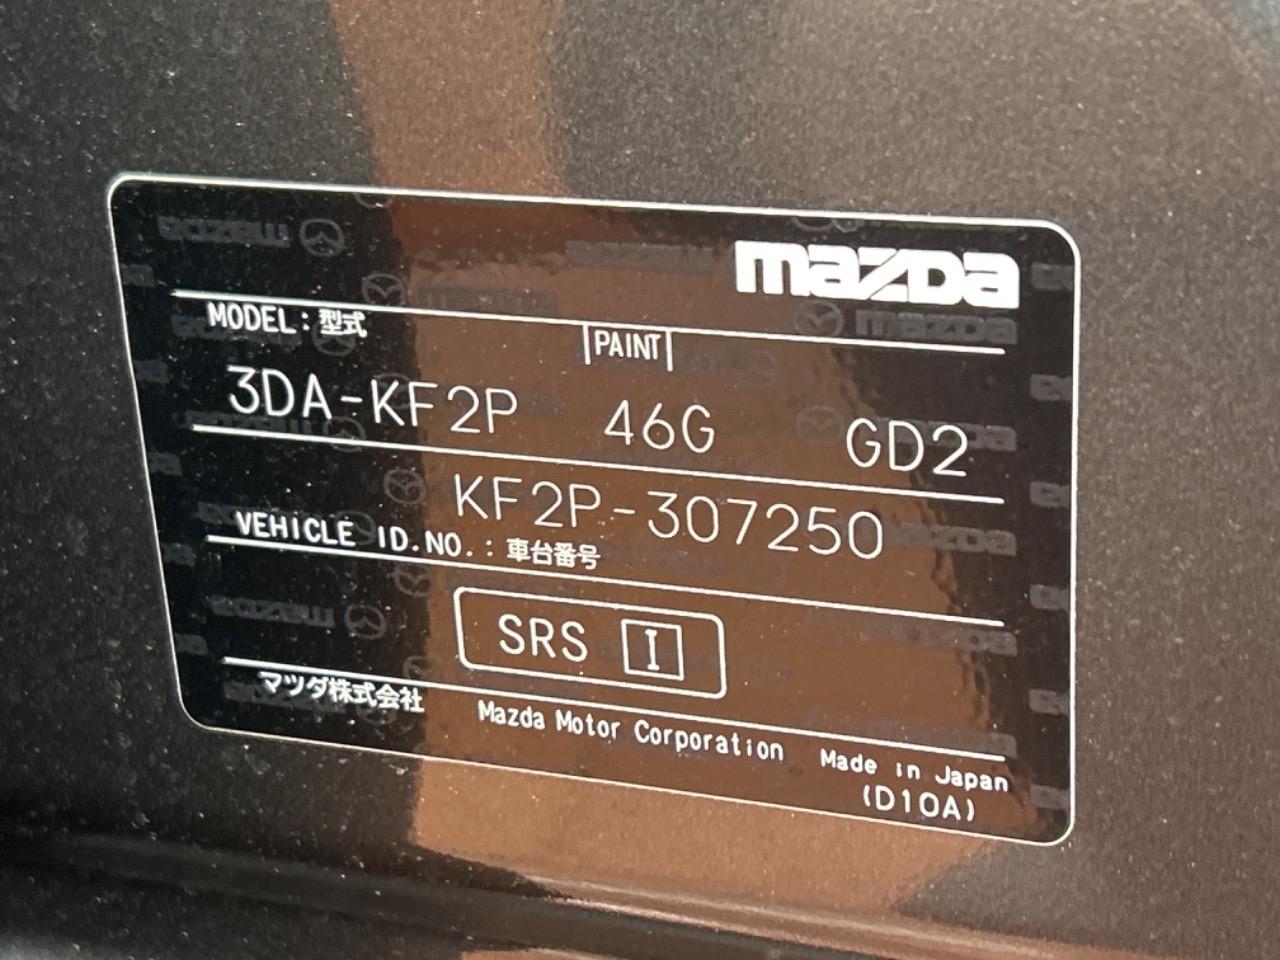 mazda
MODEL:型式 PAINT
3DA-KF2P 46G GD2
KF2P-307250
VEHICLE ID.NO.:車台番号
SRS I
マツダ株式会社 Mazda Motor Corporation Made in Japan
(D10A)